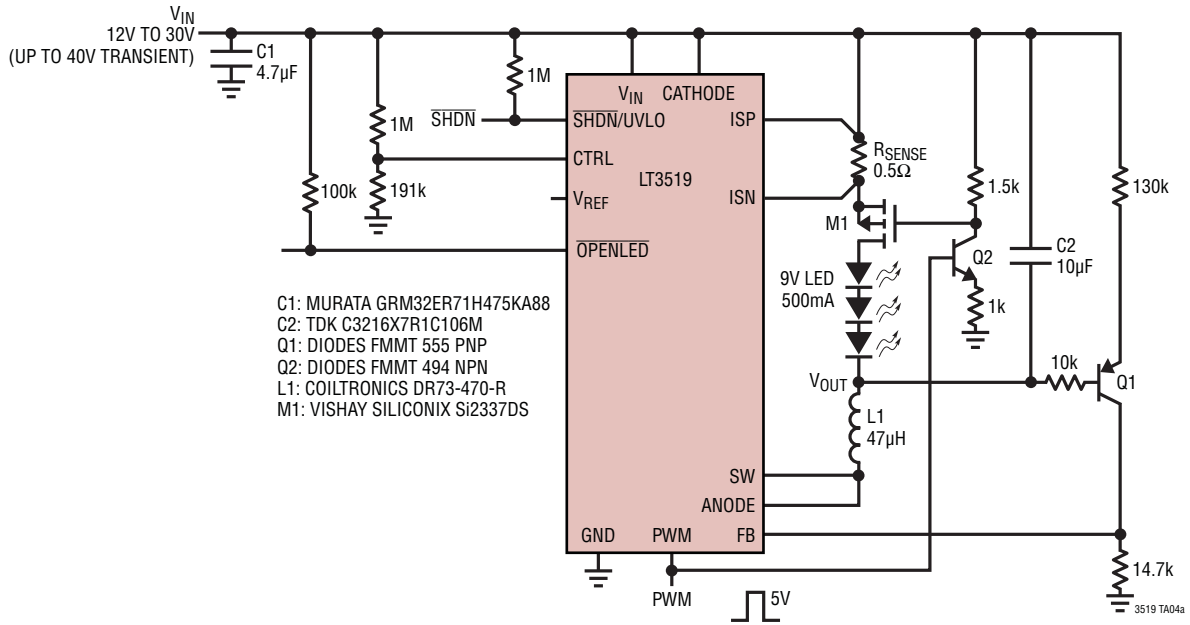 V_IN
12V TO 30V
(UP TO 40V TRANSIENT)
C1
4.7µF
1M
1M
SHDN
191k
100k
V_IN
CATHODE
SHDN/UVLO
ISP
CTRL
LT3519
V_REF
ISN
OPENLED
R_SENSE
0.5Ω
M1
1.5k
130k
Q2
C2
10µF
9V LED
500mA
1k
C1: MURATA GRM32ER71H475KA88
C2: TDK C3216X7R1C106M
Q1: DIODES FMMT 555 PNP
Q2: DIODES FMMT 494 NPN
L1: COILTRONICS DR73-470-R
M1: VISHAY SILICONIX Si2337DS
10k
Q1
V_OUT
L1
47µH
SW
ANODE
GND
PWM
FB
14.7k
PWM
5V
3519 TA04a